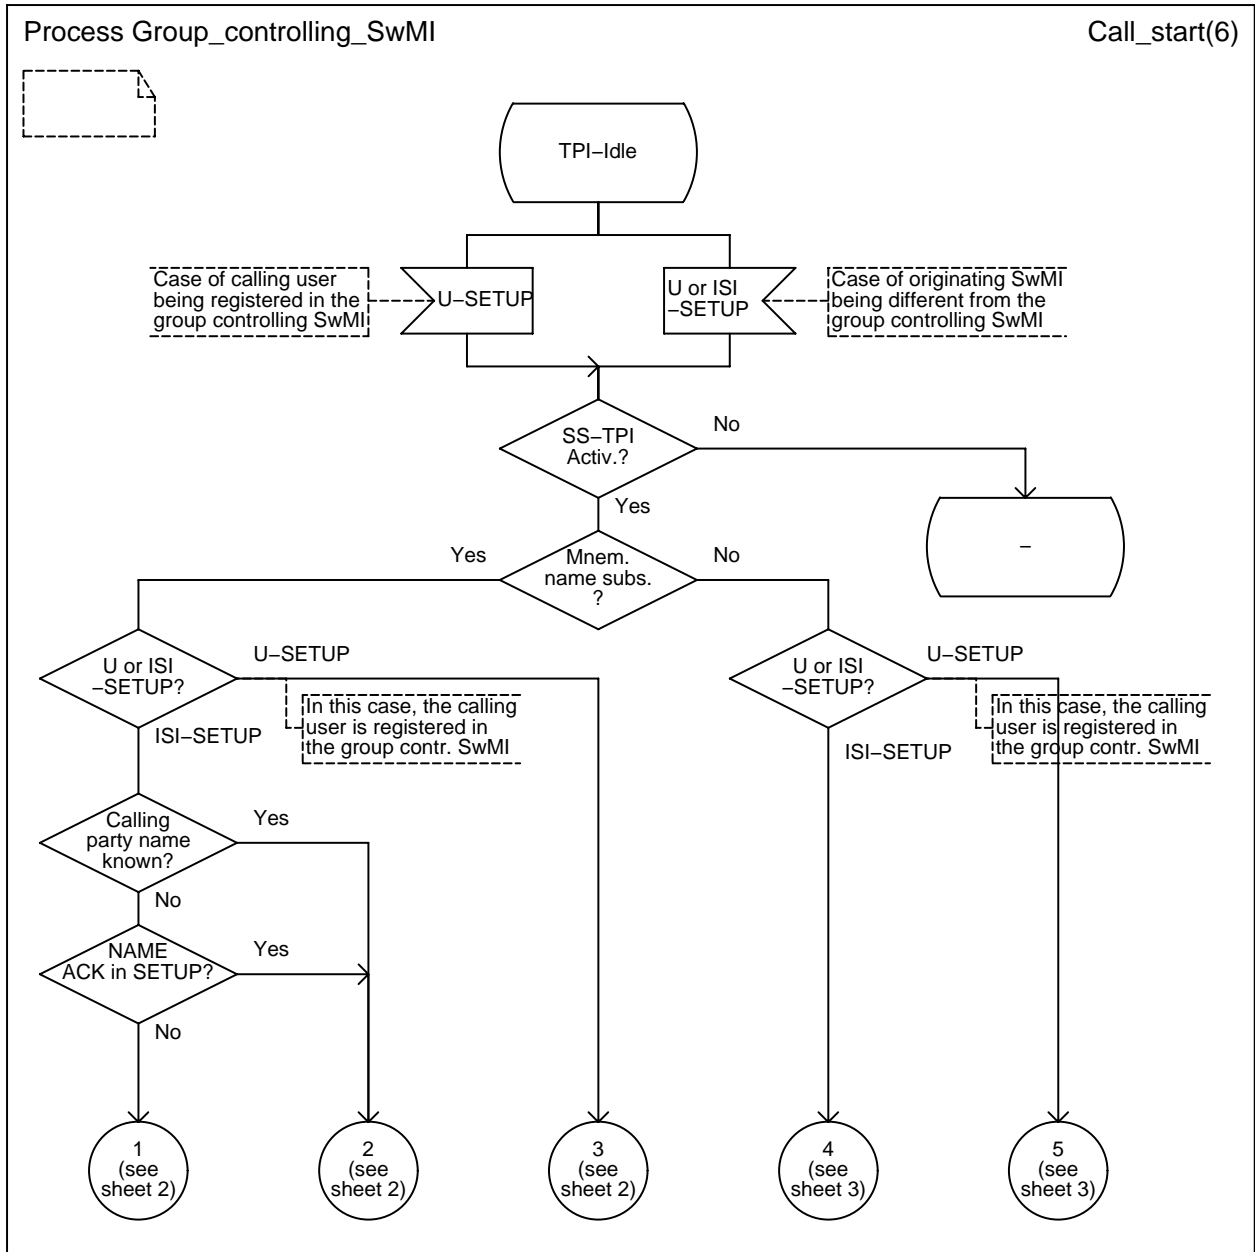 Process Group_controlling_SwMI
Call_start(6)
TPI–Idle
Case of calling user
being registered in the
group controlling SwMI
U–SETUP
U or ISI
–SETUP
Case of originating SwMI
being different from the
group controlling SwMI
SS–TPI
Activ.?
No
Yes
–
Mnem.
name subs.
?
Yes
No
U or ISI
–SETUP?
U–SETUP
In this case, the calling
user is registered in
the group contr. SwMI
ISI–SETUP
U or ISI
–SETUP?
U–SETUP
In this case, the calling
user is registered in
the group contr. SwMI
ISI–SETUP
Calling
party name
known?
Yes
No
NAME
ACK in SETUP?
Yes
No
1
(see
sheet 2)
2
(see
sheet 2)
3
(see
sheet 2)
4
(see
sheet 3)
5
(see
sheet 3)